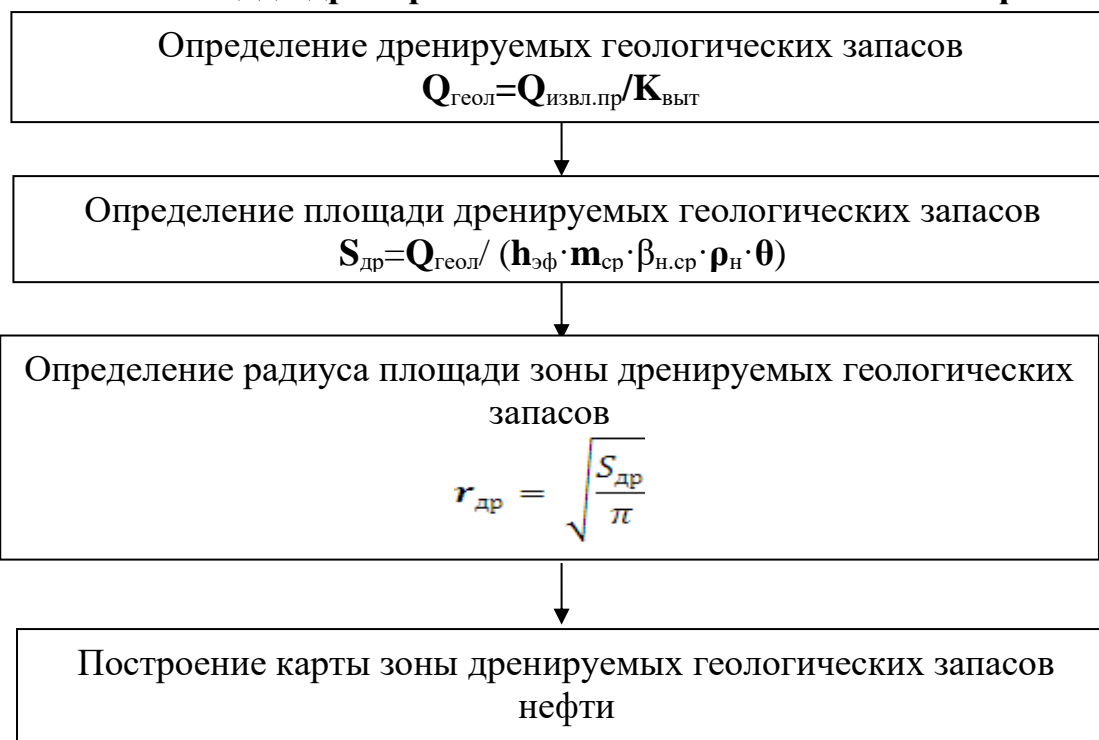 Определение дренируемых геологических запасов
Qгеол=Qизвл.пр/Kвыт
Определение площади дренируемых геологических запасов
Sдр=Qгеол/ (hэф·mср·βн.ср·ρн·θ)
Определение радиуса площади зоны дренируемых геологических
запасов
rдр = √(Sдр/π)
Построение карты зоны дренируемых геологических запасов
нефти